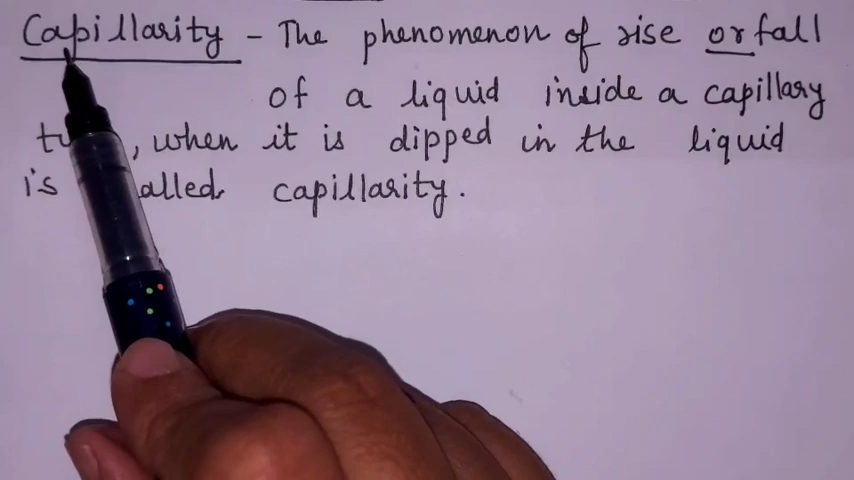 Capillarity - The phenomenon of rise or fall
of a liquid inside a capillary
, when it is dipped in the liquid
is capillarity.